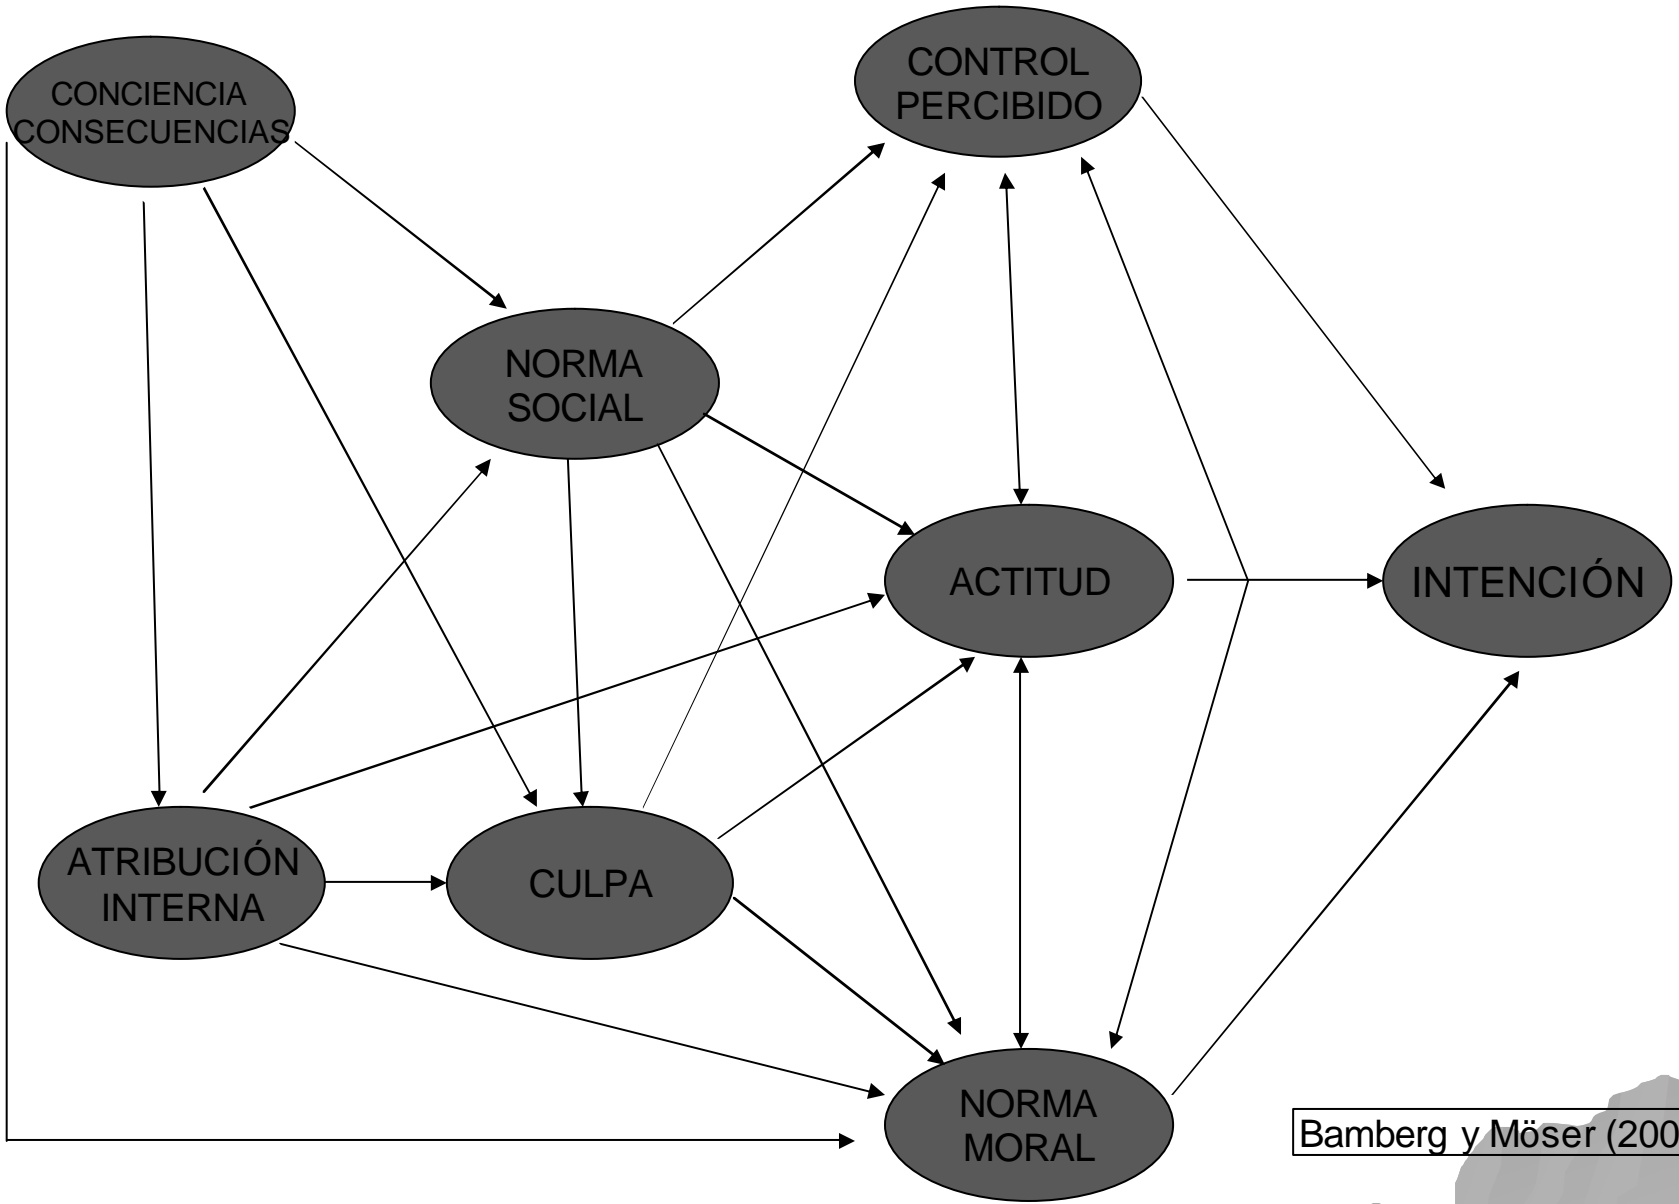 CONCIENCIA
CONSECUENCIAS
CONTROL
PERCIBIDO
NORMA
SOCIAL
ACTITUD
INTENCIÓN
ATRIBUCIÓN
INTERNA
CULPA
NORMA
MORAL
Bamberg y Möser (200